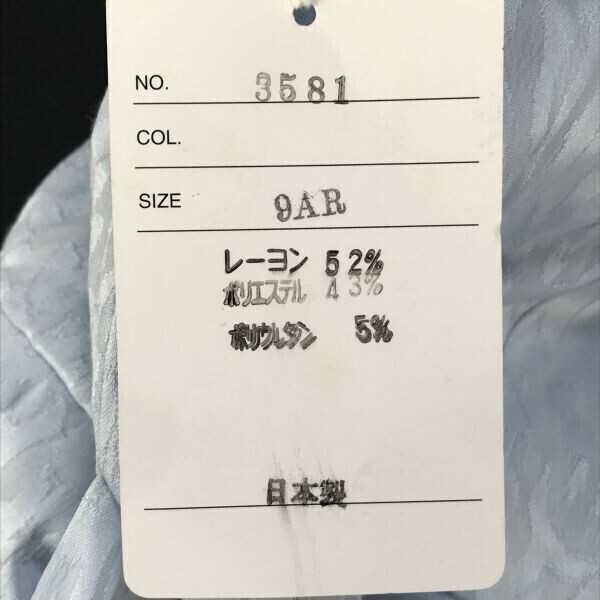 NO. 3581
COL.
SIZE 9AR
レーヨン 52%
ポリエステル 43%
ポリウレタン 5%
日本製